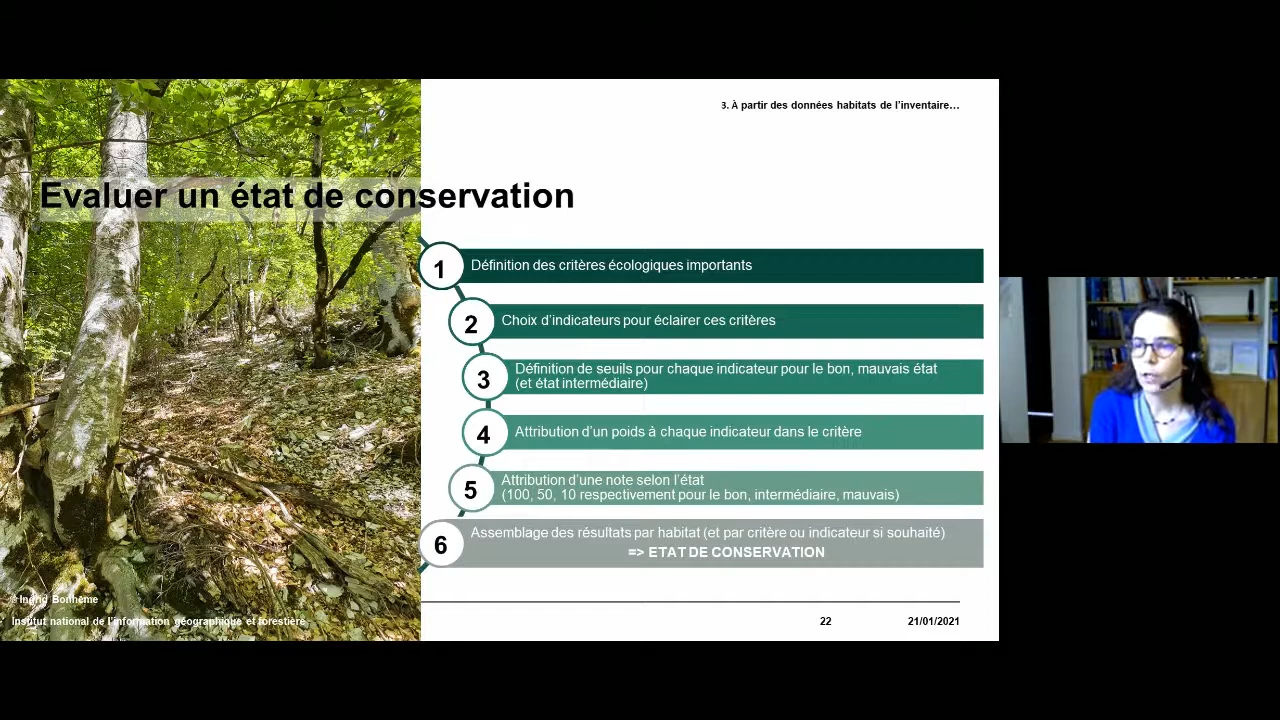 3. À partir des données habitats de l'inventaire…
Evaluer un état de conservation
1
Définition des critères écologiques importants
2
Choix d'indicateurs pour éclairer ces critères
3
Définition de seuils pour chaque indicateur pour le bon, mauvais état
(et état intermédiaire)
4
Attribution d'un poids à chaque indicateur dans le critère
5
Attribution d'une note selon l'état
(100, 50, 10 respectivement pour le bon, intermédiaire, mauvais)
6
Assemblage des résultats par habitat (et par critère ou indicateur si souhaité)
=> ETAT DE CONSERVATION
© Ingrid Bonhême
Institut national de l'information géographique et forestière
22
21/01/2021